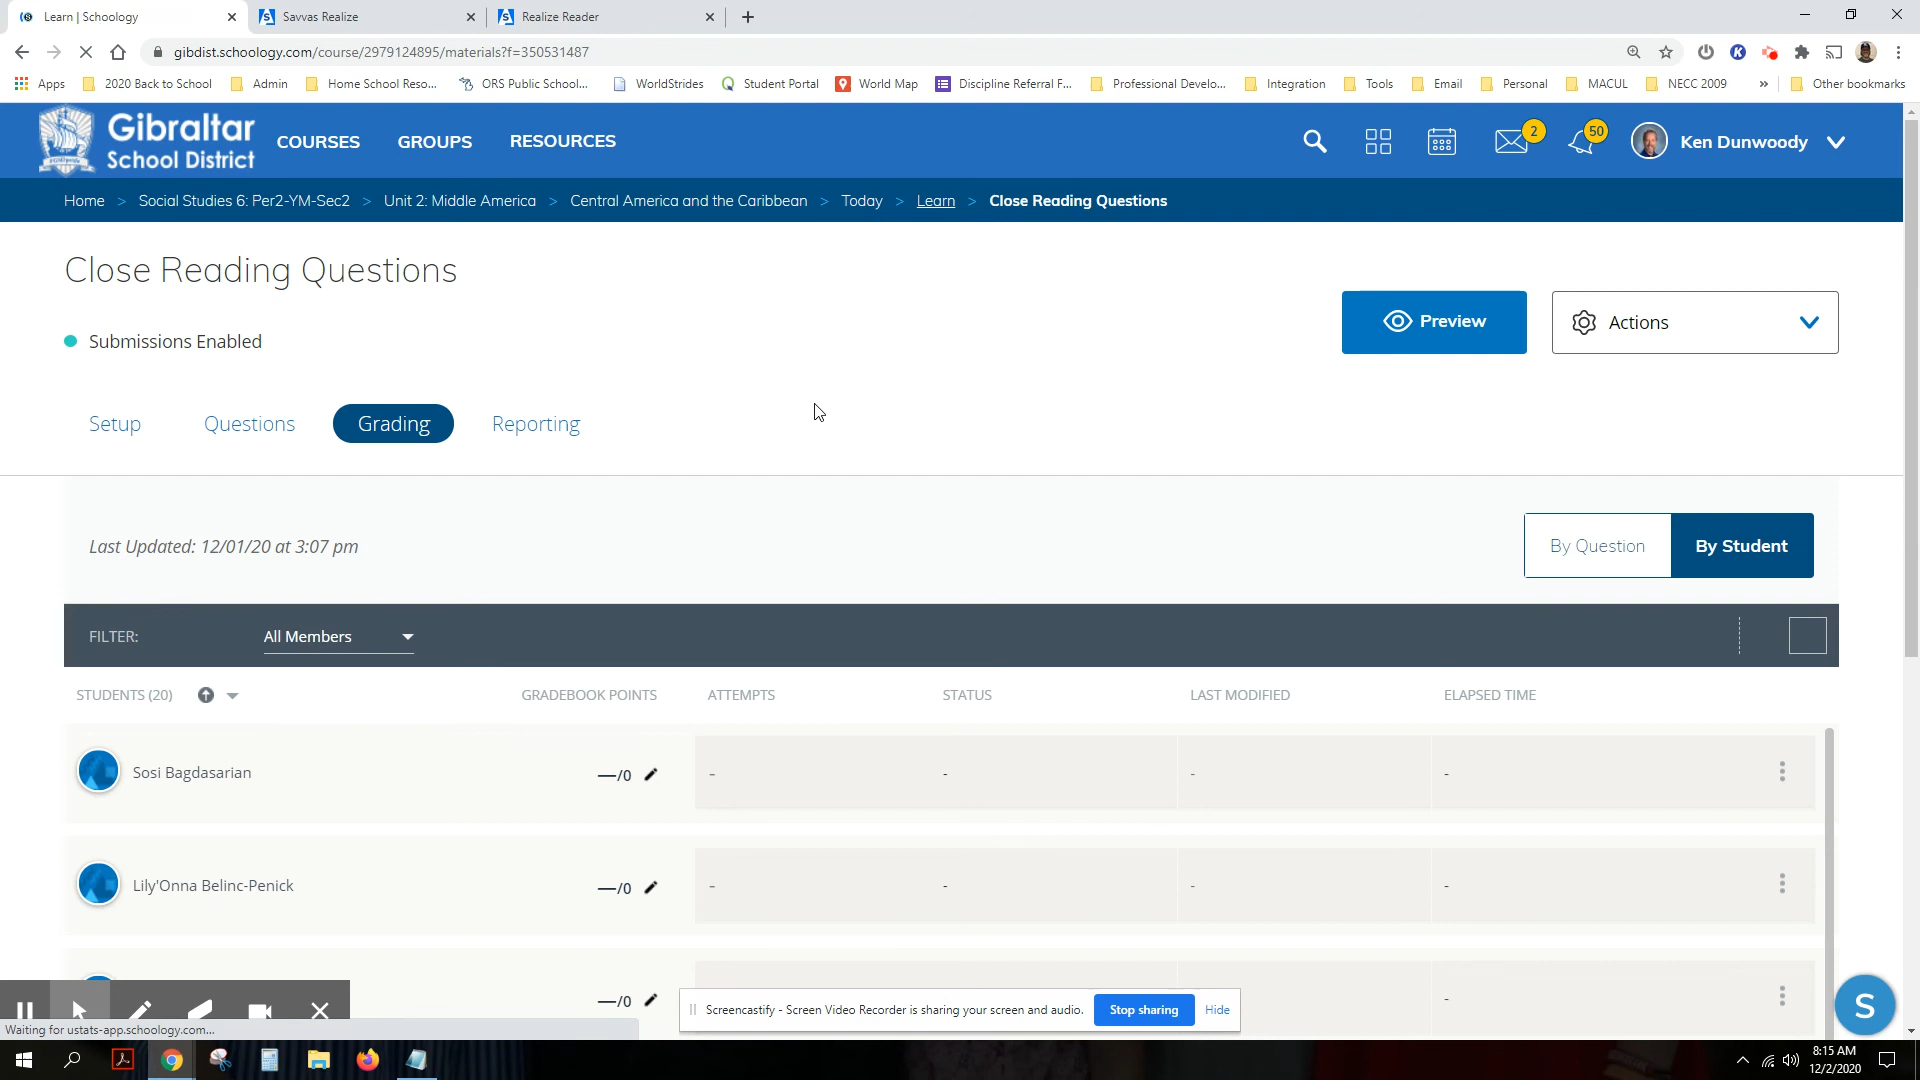 Learn | Schoology
Savvas Realize
Realize Reader
gibdist.schoology.com/course/2979124895/materials?f=350531487
Apps
2020 Back to School
Admin
Home School Reso...
ORS Public School...
WorldStrides
Student Portal
World Map
Discipline Referral F...
Professional Develo...
Integration
Tools
Email
Personal
MACUL
NECC 2009
»
Other bookmarks
Gibraltar
School District
COURSES
GROUPS
RESOURCES
2
50
Ken Dunwoody
Home > Social Studies 6: Per2-YM-Sec2 > Unit 2: Middle America > Central America and the Caribbean > Today > Learn > Close Reading Questions
Close Reading Questions
Submissions Enabled
Preview
Actions
Setup
Questions
Grading
Reporting
Last Updated: 12/01/20 at 3:07 pm
By Question
By Student
FILTER:
All Members
STUDENTS (20)
GRADEBOOK POINTS
ATTEMPTS
STATUS
LAST MODIFIED
ELAPSED TIME
Sosi Bagdasarian
—/0
-
-
-
-
Lily'Onna Belinc-Penick
—/0
-
-
-
-
—/0
-
Screencastify - Screen Video Recorder is sharing your screen and audio.
Stop sharing
Hide
S
Waiting for ustats-app.schoology.com...
8:15 AM
12/2/2020